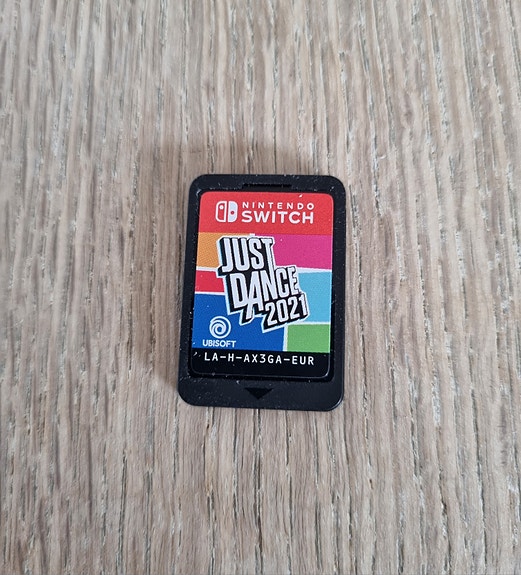 NINTENDO
SWITCH
JUST
DANCE
2021
UBISOFT
LA-H-AX3GA-EUR